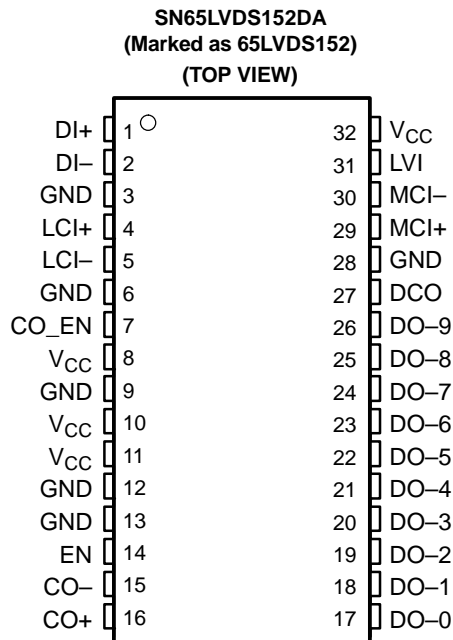 SN65LVDS152DA
(Marked as 65LVDS152)
(TOP VIEW)
DI+ 1 32 VCC
DI– 2 31 LVI
GND 3 30 MCI–
LCI+ 4 29 MCI+
LCI– 5 28 GND
GND 6 27 DCO
CO_EN 7 26 DO–9
VCC 8 25 DO–8
GND 9 24 DO–7
VCC 10 23 DO–6
VCC 11 22 DO–5
GND 12 21 DO–4
GND 13 20 DO–3
EN 14 19 DO–2
CO– 15 18 DO–1
CO+ 16 17 DO–0